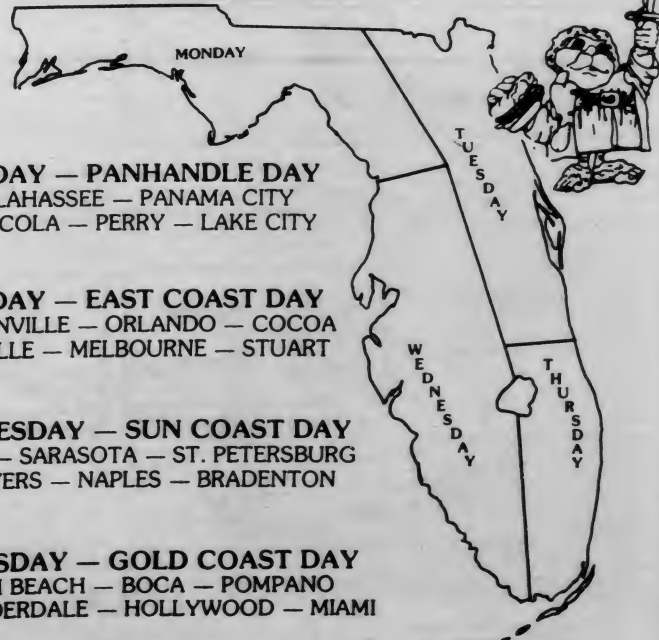 MONDAY
TUESDAY
DAY — PANHANDLE DAY
LAHASSEE — PANAMA CITY
COLA — PERRY — LAKE CITY
DAY — EAST COAST DAY
NVILLE — ORLANDO — COCOA
LLE — MELBOURNE — STUART
WEDNESDAY
THURSDAY
ESDAY — SUN COAST DAY
— SARASOTA — ST. PETERSBURG
YERS — NAPLES — BRADENTON
SDAY — GOLD COAST DAY
BEACH — BOCA — POMPANO
DERDALE — HOLLYWOOD — MIAMI